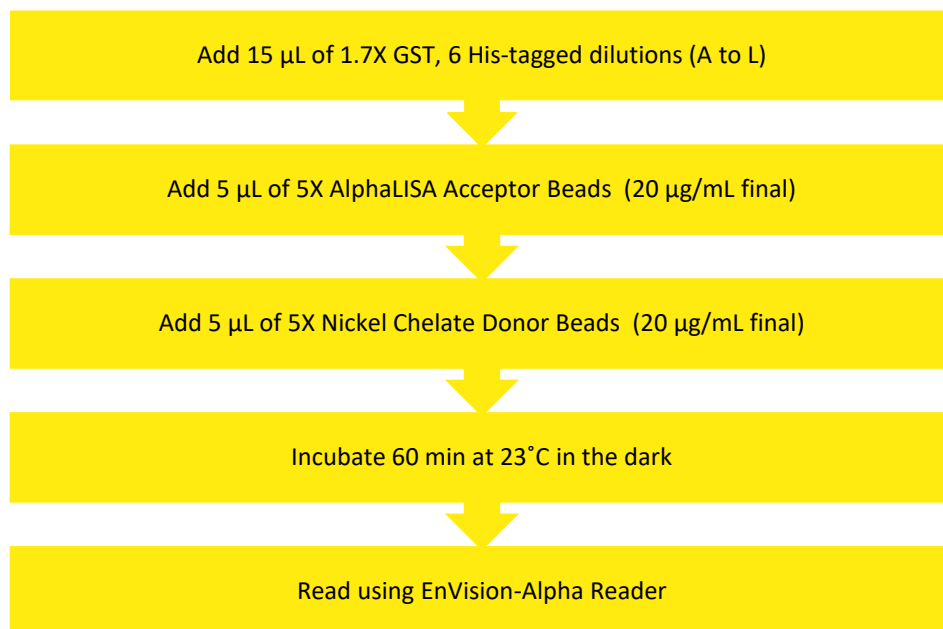 Add 15 µL of 1.7X GST, 6 His-tagged dilutions (A to L)
Add 5 µL of 5X AlphaLISA Acceptor Beads  (20 µg/mL final)
Add 5 µL of 5X Nickel Chelate Donor Beads  (20 µg/mL final)
Incubate 60 min at 23˚C in the dark
Read using EnVision-Alpha Reader